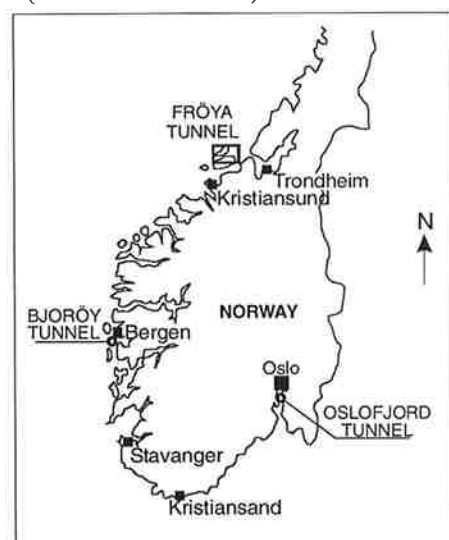 FRÖYA
TUNNEL
Trondheim
Kristiansund
N
BJORÖY
TUNNEL
Bergen
NORWAY
Oslo
OSLOFJORD
TUNNEL
Stavanger
Kristiansand